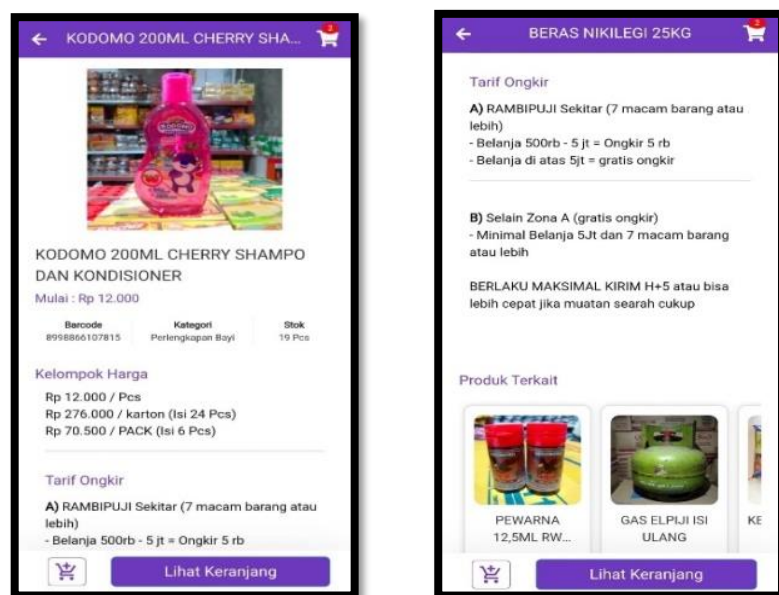 KODOMO 200ML CHERRY SHA...
KODOMO
KODOMO 200ML CHERRY SHAMPO
DAN KONDISIONER
Mulai : Rp 12.000
Barcode Kategori Stok
8998866107815 Perlengkapan Bayi 19 Pcs
Kelompok Harga
Rp 12.000 / Pcs
Rp 276.000 / karton (Isi 24 Pcs)
Rp 70.500 / PACK (Isi 6 Pcs)
Tarif Ongkir
A) RAMBIPUJI Sekitar (7 macam barang atau
lebih)
- Belanja 500rb - 5 jt = Ongkir 5 rb
Lihat Keranjang
BERAS NIKILEGI 25KG
Tarif Ongkir
A) RAMBIPUJI Sekitar (7 macam barang atau
lebih)
- Belanja 500rb - 5 jt = Ongkir 5 rb
- Belanja di atas 5jt = gratis ongkir
B) Selain Zona A (gratis ongkir)
- Minimal Belanja 5Jt dan 7 macam barang
atau lebih
BERLAKU MAKSIMAL KIRIM H+5 atau bisa
lebih cepat jika muatan searah cukup
Produk Terkait
PEWARNA
12,5ML RW...
GAS ELPIJI ISI
ULANG
KE
Lihat Keranjang